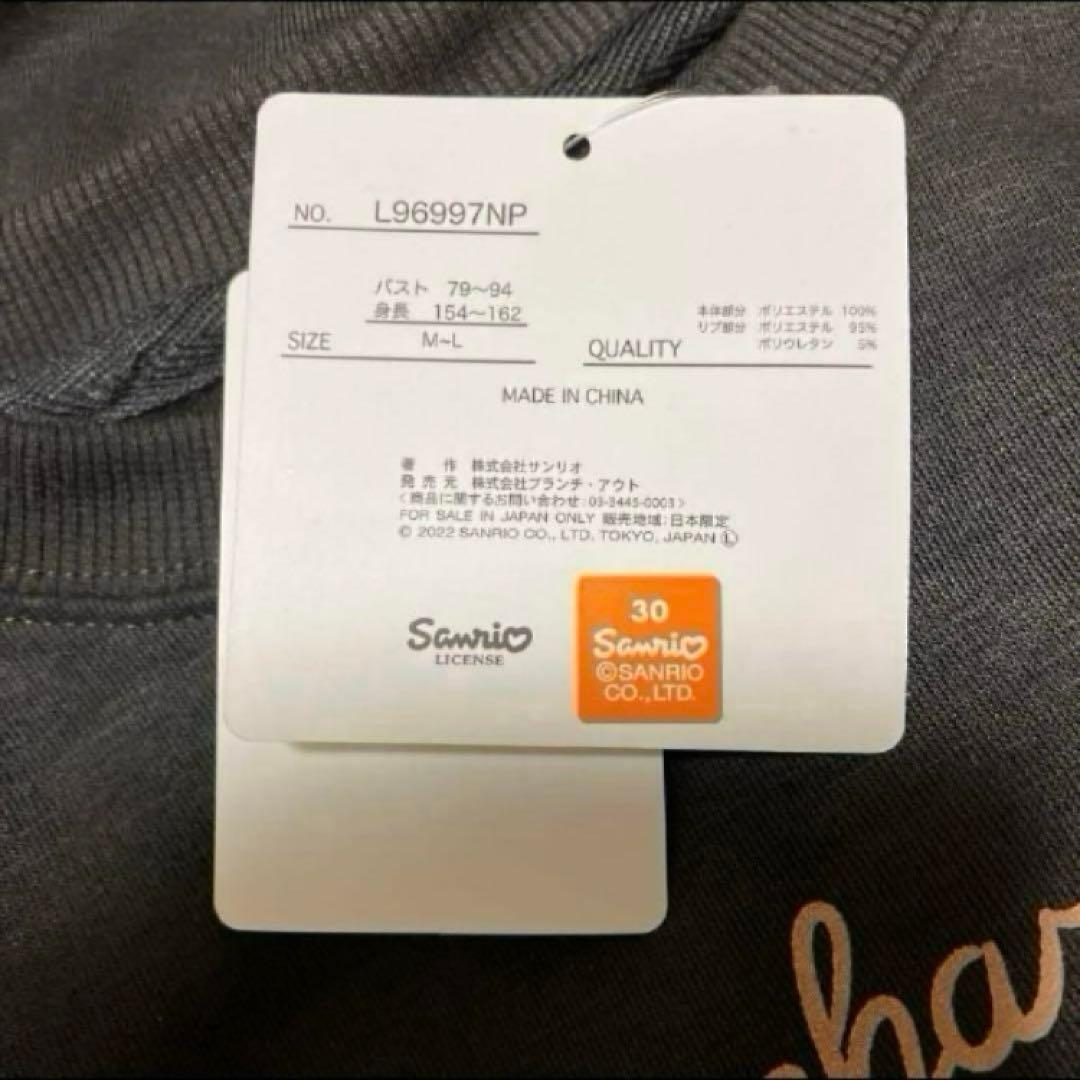 NO. L96997NP
バスト 79〜94
身長 154〜162
SIZE M~L
本体部分 ポリエステル 100%
リブ部分 ポリエステル 95%
ポリウレタン 5%
QUALITY
MADE IN CHINA
著 作 株式会社サンリオ
発売元 株式会社ブランチ・アウト
<商品に関するお問い合わせ:03-3445-0003>
FOR SALE IN JAPAN ONLY 販売地域:日本限定
© 2022 SANRIO CO., LTD. TOKYO, JAPAN Ⓛ
Sanrio
LICENSE
30
Sanrio
©SANRIO
CO.,LTD.